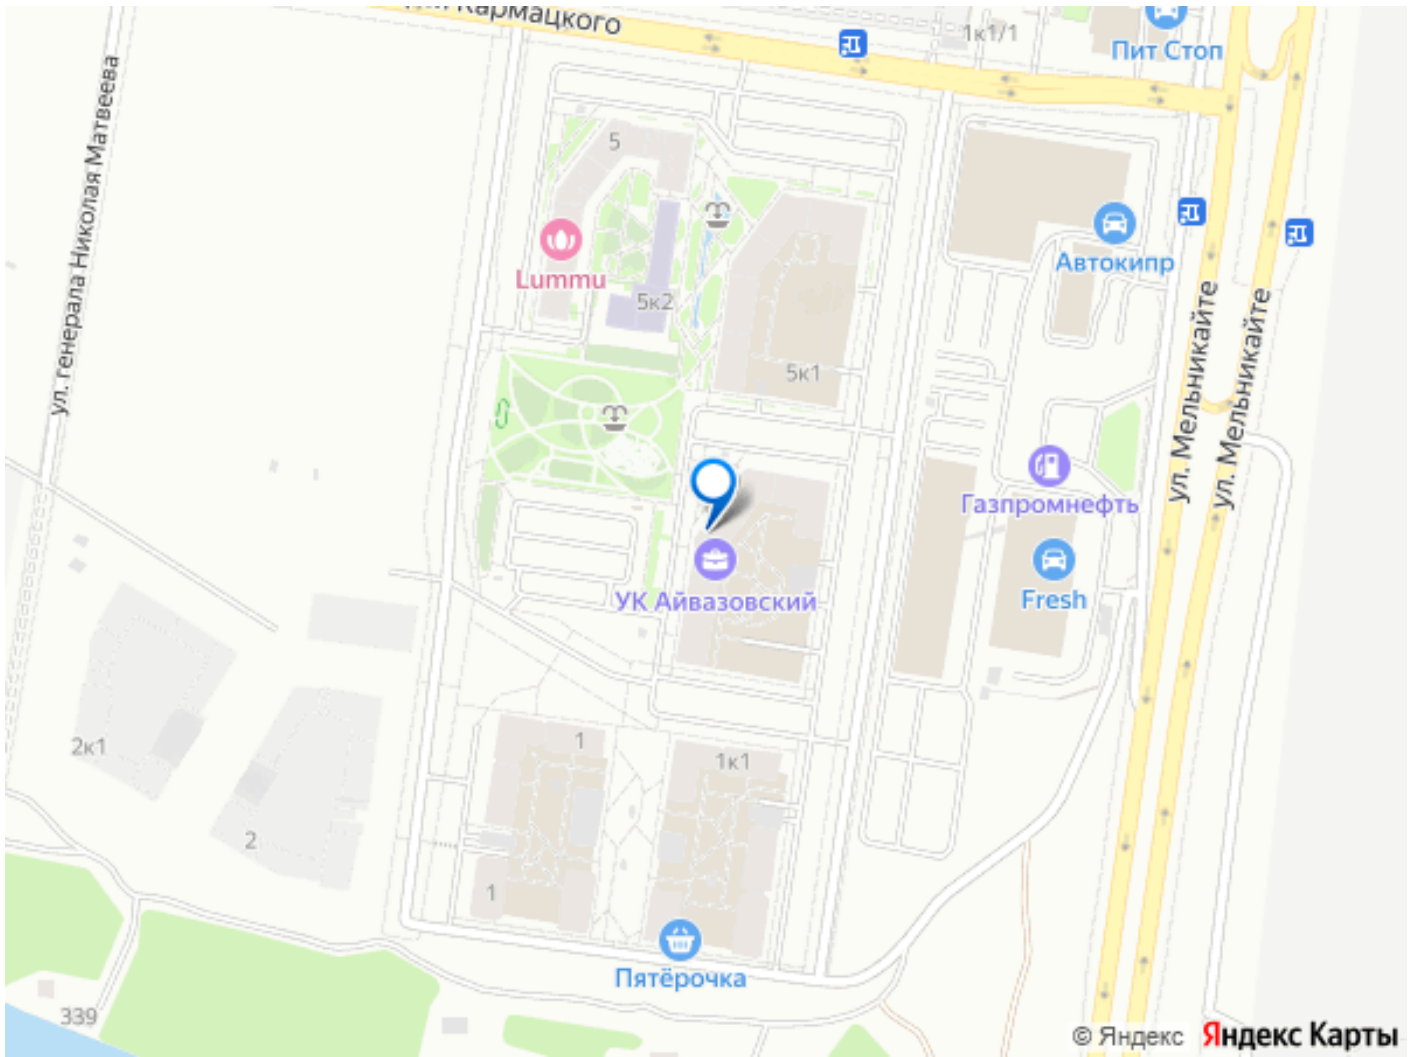 Кармацкого
1к1/1
Пит Стоп
ул. генерала Николая Матвеева
5
Lummu
5к2
Автокипр
5к1
ул. Мельникайте
ул. Мельникайте
Газпромнефть
УК Айвазовский
Fresh
2к1
1
1к1
2
1
Пятёрочка
339
© Яндекс Яндекс Карты